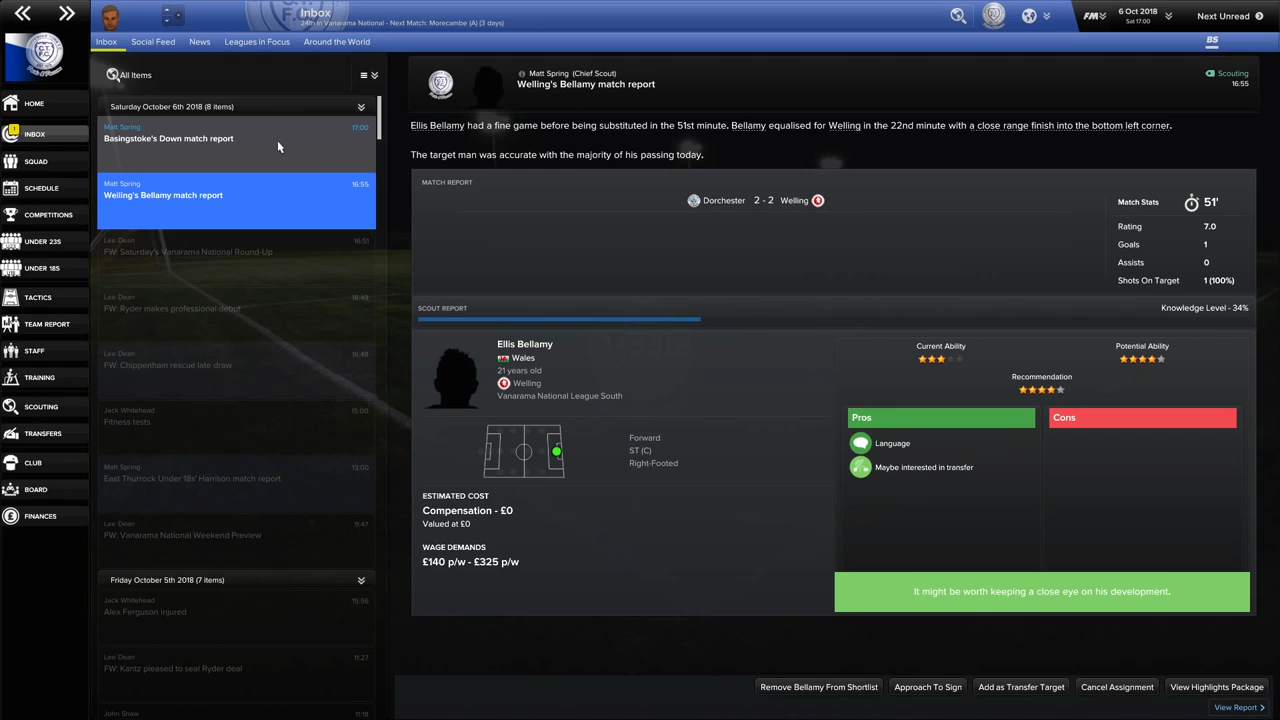 Inbox
24th in Vanarama National - Next Match: Morecambe (C) (3 days)
FM
6 Oct 2018
Sat 17:00
Next Unread
Inbox
Social Feed
News
Leagues in Focus
Around the World
BS
HOME
INBOX
SQUAD
SCHEDULE
COMPETITIONS
UNDER 23S
UNDER 18S
TACTICS
TEAM REPORT
STAFF
TRAINING
SCOUTING
TRANSFERS
CLUB
BOARD
FINANCES
All Items
Saturday October 6th 2018 (8 items)
Matt Spring 17:00
Basingstoke's Down match report
Matt Spring 16:55
Welling's Bellamy match report
Lee Dean 16:51
FW: Saturday's Vanarama National Round-Up
Lee Dean 16:49
FW: Ryder makes professional debut
Lee Dean 16:48
FW: Chippenham rescue late draw
Jack Whitehead 15:00
Fitness tests
Matt Spring 13:00
East Thurrock Under 18s' Harrison match report
Lee Dean 9:47
FW: Vanarama National Weekend Preview
Friday October 5th 2018 (7 items)
Jack Whitehead 15:56
Alex Ferguson injured
Lee Dean 11:27
FW: Kantz pleased to seal Ryder deal
John Shaw 11:18
Matt Spring (Chief Scout)
Welling's Bellamy match report
Scouting
16:55
Ellis Bellamy had a fine game before being substituted in the 51st minute. Bellamy equalised for Welling in the 22nd minute with a close range finish into the bottom left corner.
The target man was accurate with the majority of his passing today.
MATCH REPORT
Dorchester 2 - 2 Welling
Match Stats 51'
Rating 7.0
Goals 1
Assists 0
Shots On Target 1 (100%)
SCOUT REPORT
Knowledge Level - 34%
Ellis Bellamy
Wales
21 years old
Welling
Vanarama National League South
Forward
ST (C)
Right-Footed
ESTIMATED COST
Compensation - £0
Valued at £0
WAGE DEMANDS
£140 p/w - £325 p/w
Current Ability
Potential Ability
Recommendation
Pros
Cons
Language
Maybe interested in transfer
It might be worth keeping a close eye on his development.
Remove Bellamy From Shortlist
Approach To Sign
Add as Transfer Target
Cancel Assignment
View Highlights Package
View Report